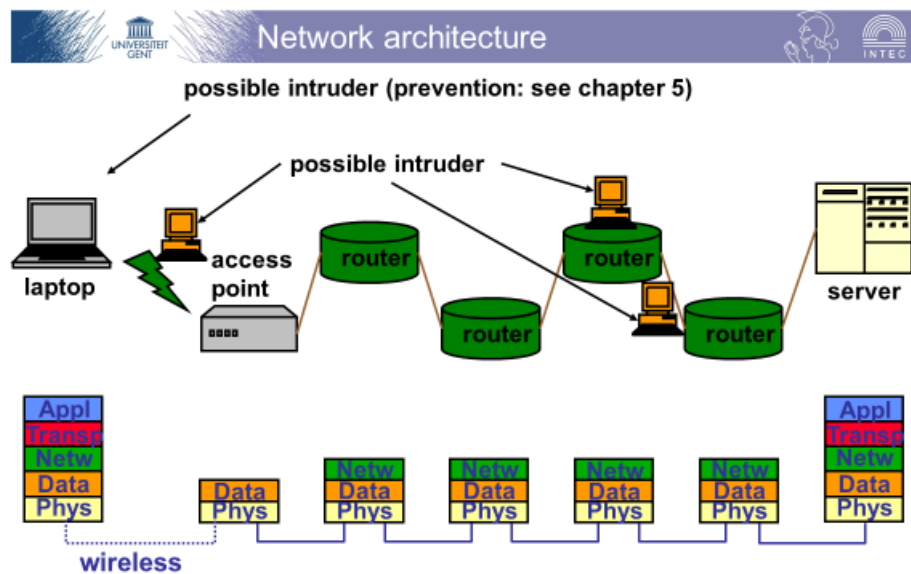 UNIVERSITEIT
GENT
Network architecture
INTEC
possible intruder (prevention: see chapter 5)
possible intruder
laptop
access
point
router
router
router
router
server
Appl
Transp
Netw
Data
Phys
Data
Phys
Netw
Data
Phys
Netw
Data
Phys
Netw
Data
Phys
Netw
Data
Phys
Appl
Transp
Netw
Data
Phys
wireless